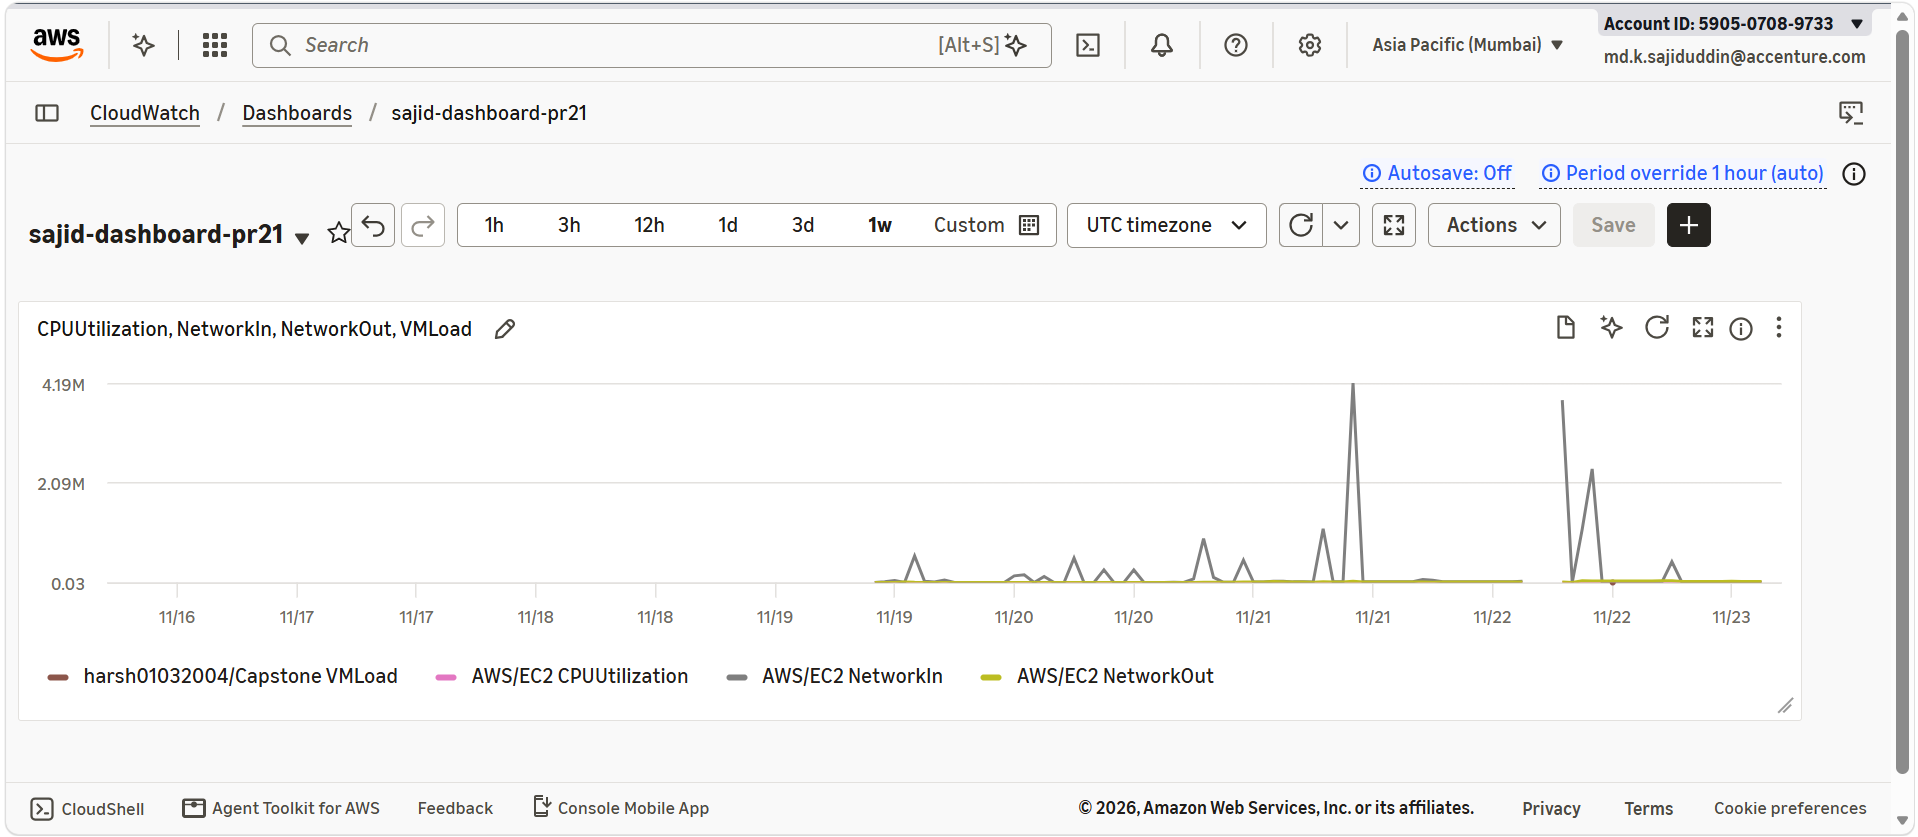 aws
Search
[Alt+S]
Asia Pacific (Mumbai)
Account ID: 5905-0708-9733
md.k.sajiduddin@accenture.com
CloudWatch / Dashboards / sajid-dashboard-pr21
Autosave: Off
Period override 1 hour (auto)
sajid-dashboard-pr21
1h 3h 12h 1d 3d 1w Custom
UTC timezone
Actions
Save
CPUUtilization, NetworkIn, NetworkOut, VMLoad
4.19M
2.09M
0.03
11/16 11/17 11/17 11/18 11/18 11/19 11/19 11/20 11/20 11/21 11/21 11/22 11/22 11/23
harsh01032004/Capstone VMLoad AWS/EC2 CPUUtilization AWS/EC2 NetworkIn AWS/EC2 NetworkOut
CloudShell Agent Toolkit for AWS Feedback Console Mobile App
© 2026, Amazon Web Services, Inc. or its affiliates. Privacy Terms Cookie preferences